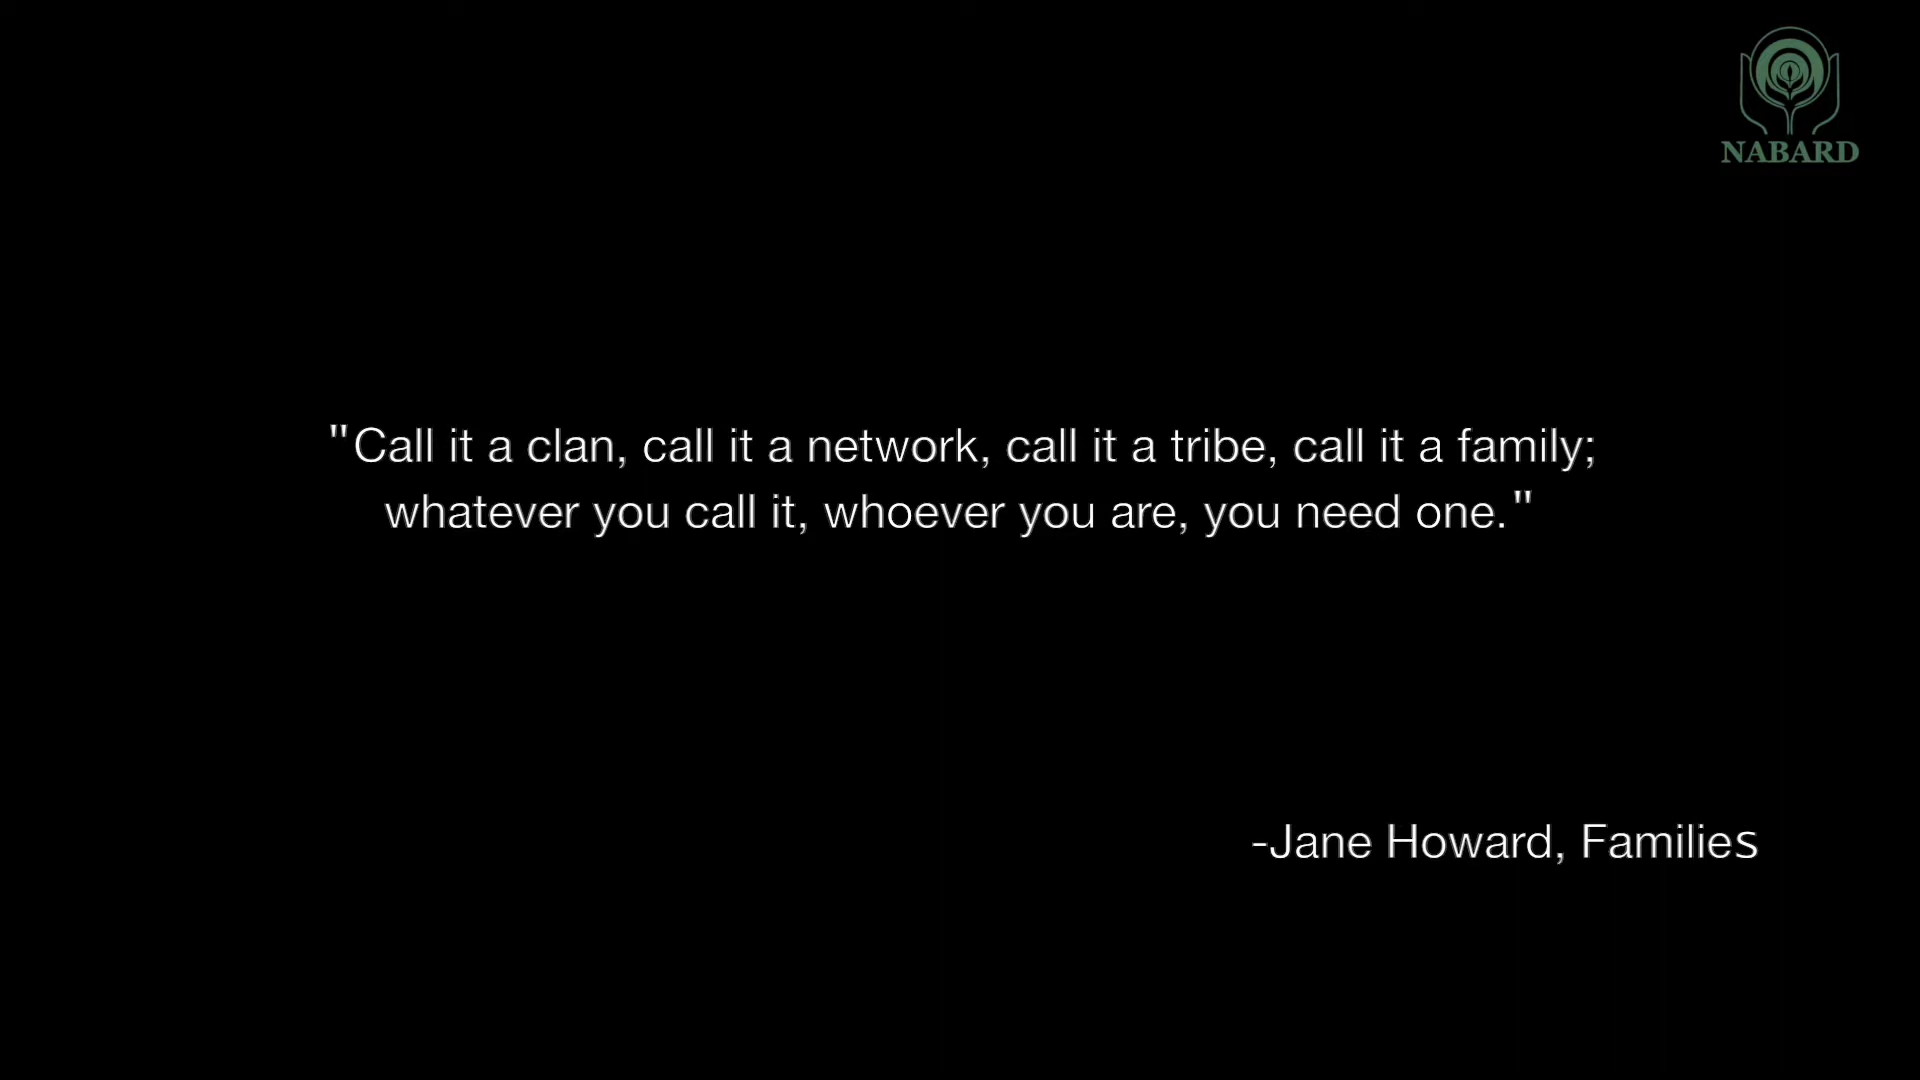 NABARD
"Call it a clan, call it a network, call it a tribe, call it a family;
whatever you call it, whoever you are, you need one."
-Jane Howard, Families